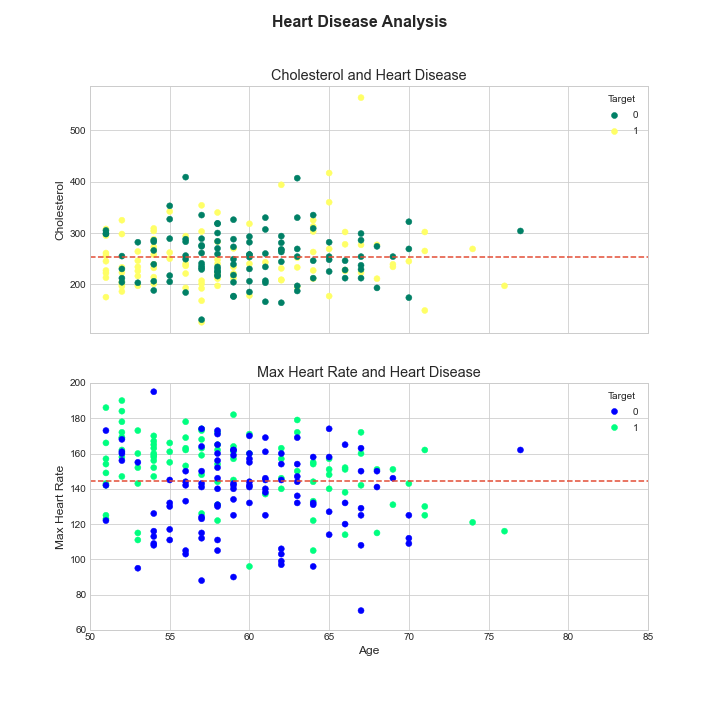 Heart Disease Analysis
Cholesterol and Heart Disease
Target
0
1
500
400
300
200
Cholesterol
Max Heart Rate and Heart Disease
Target
0
1
200
180
160
140
120
100
80
60
Max Heart Rate
50 55 60 65 70 75 80 85
Age